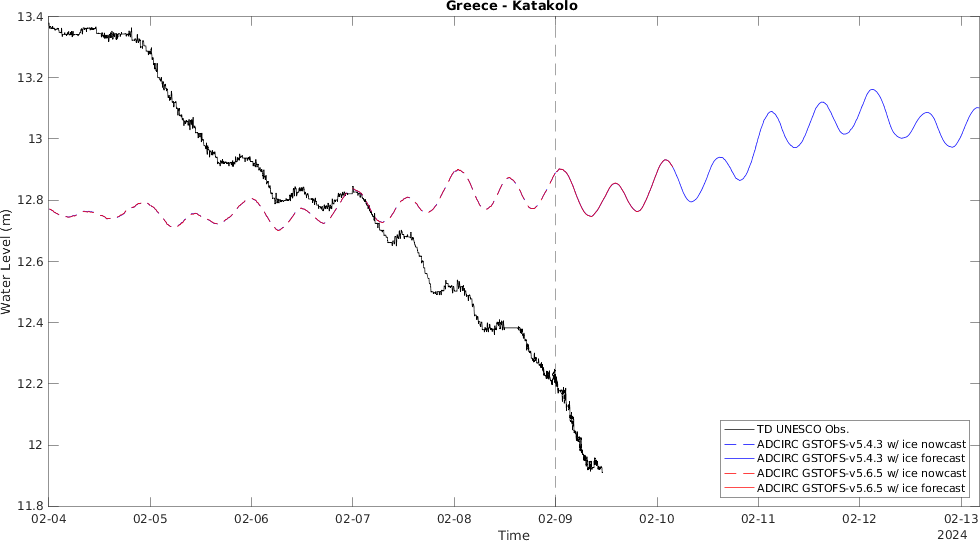 Greece - Katakolo
Water Level (m)
13.4
13.2
13
12.8
12.6
12.4
12.2
12
11.8
TD UNESCO Obs.
ADCIRC GSTOFS-v5.4.3 w/ ice nowcast
ADCIRC GSTOFS-v5.4.3 w/ ice forecast
ADCIRC GSTOFS-v5.6.5 w/ ice nowcast
ADCIRC GSTOFS-v5.6.5 w/ ice forecast
02-04 02-05 02-06 02-07 02-08 02-09 02-10 02-11 02-12 02-13
Time
2024